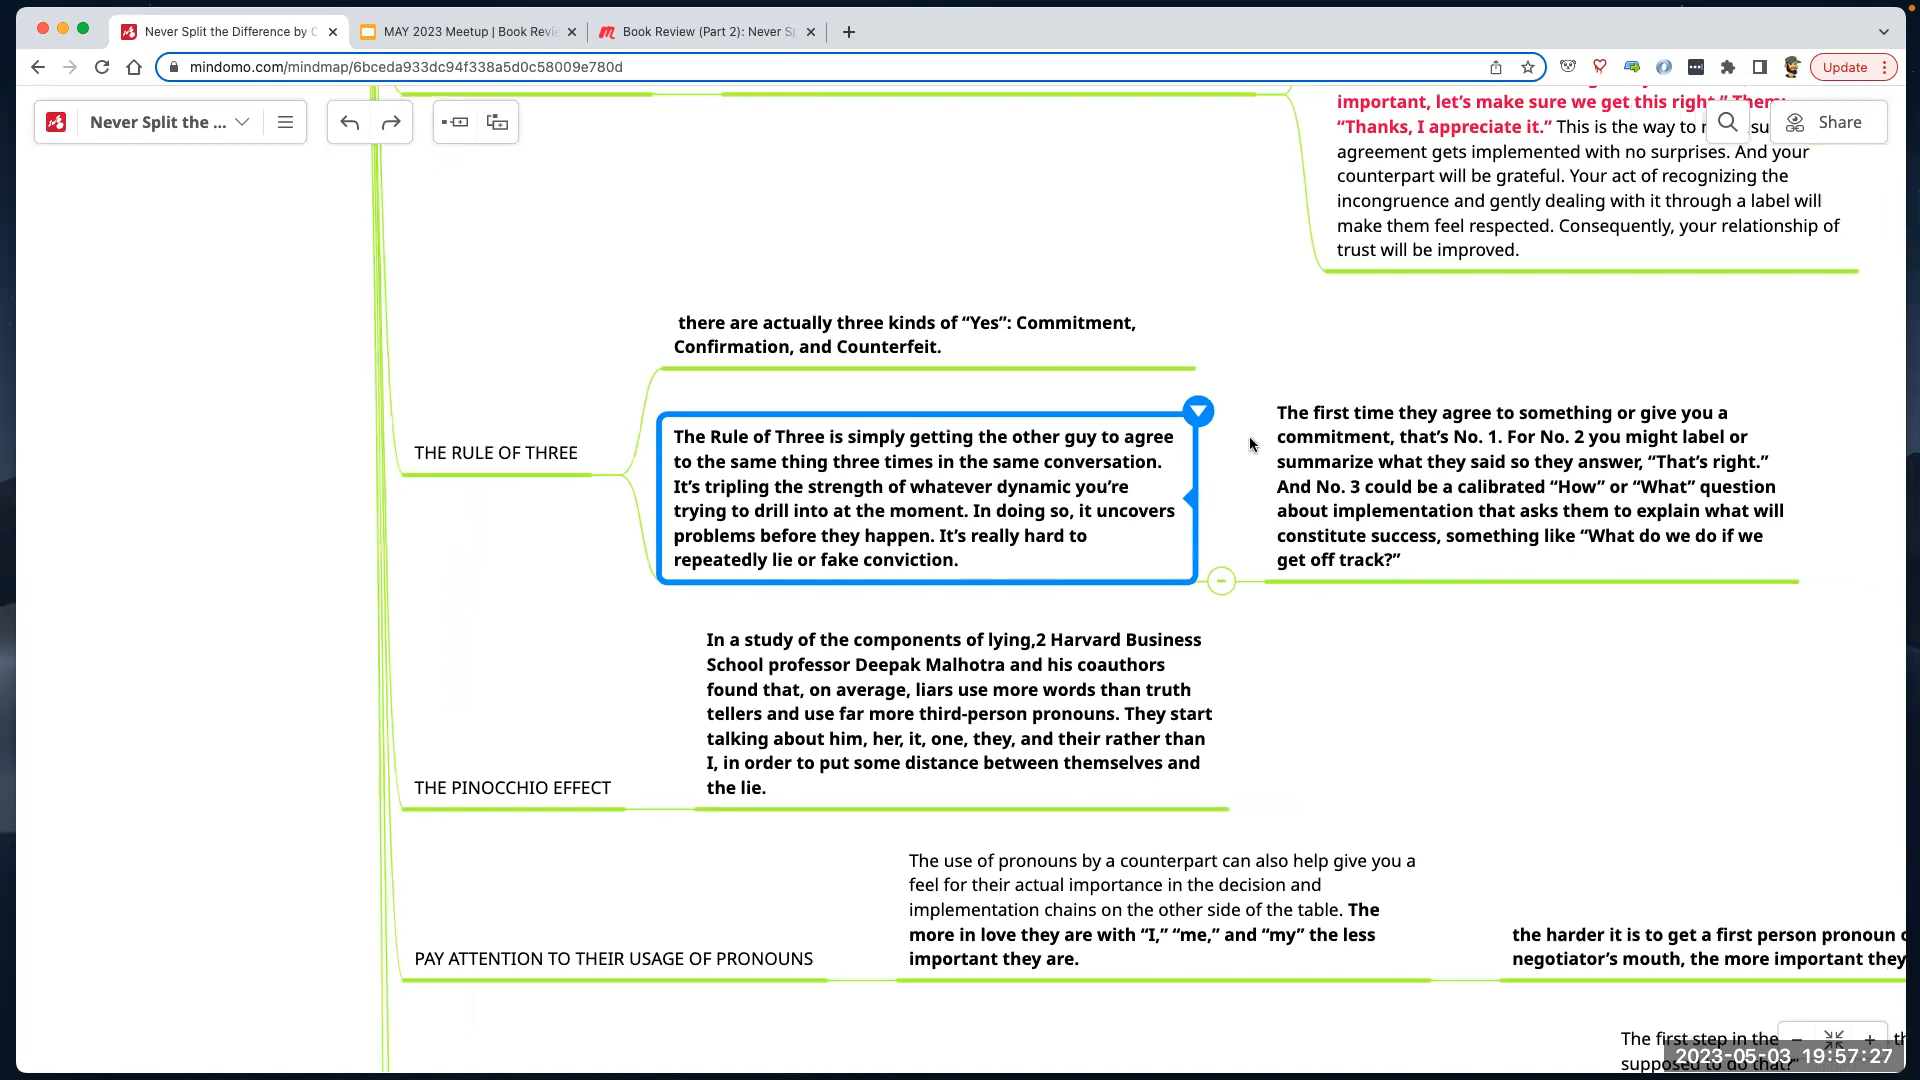 Never Split the Difference by C
MAY 2023 Meetup | Book Revie
Book Review (Part 2): Never Sp
mindomo.com/mindmap/6bceda933dc94f338a5d0c58009e780d
Update
Never Split the ...
Share
important, let’s make sure we get this right.” Them:
“Thanks, I appreciate it.” This is the way to
agreement gets implemented with no surprises. And your
counterpart will be grateful. Your act of recognizing the
incongruence and gently dealing with it through a label will
make them feel respected. Consequently, your relationship of
trust will be improved.
there are actually three kinds of “Yes”: Commitment,
Confirmation, and Counterfeit.
THE RULE OF THREE
The Rule of Three is simply getting the other guy to agree
to the same thing three times in the same conversation.
It’s tripling the strength of whatever dynamic you’re
trying to drill into at the moment. In doing so, it uncovers
problems before they happen. It’s really hard to
repeatedly lie or fake conviction.
The first time they agree to something or give you a
commitment, that’s No. 1. For No. 2 you might label or
summarize what they said so they answer, “That’s right.”
And No. 3 could be a calibrated “How” or “What” question
about implementation that asks them to explain what will
constitute success, something like “What do we do if we
get off track?”
THE PINOCCHIO EFFECT
In a study of the components of lying,2 Harvard Business
School professor Deepak Malhotra and his coauthors
found that, on average, liars use more words than truth
tellers and use far more third-person pronouns. They start
talking about him, her, it, one, they, and their rather than
I, in order to put some distance between themselves and
the lie.
PAY ATTENTION TO THEIR USAGE OF PRONOUNS
The use of pronouns by a counterpart can also help give you a
feel for their actual importance in the decision and
implementation chains on the other side of the table. The
more in love they are with “I,” “me,” and “my” the less
important they are.
the harder it is to get a first person pronoun
negotiator’s mouth, the more important they
The first step in the
supposed to do that?”
2023-05-03 19:57:27